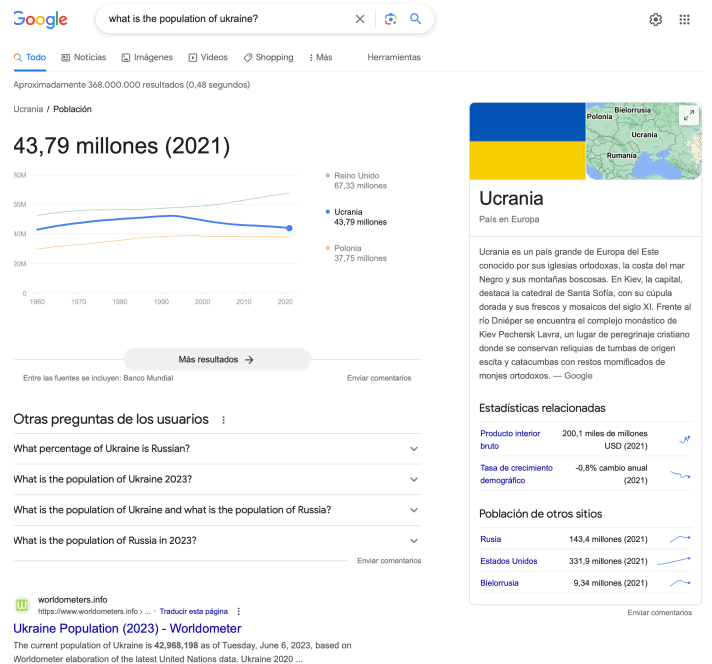 Google
what is the population of ukraine?
Todo
Noticias
Imágenes
Videos
Shopping
Más
Herramientas
Aproximadamente 368.000.000 resultados (0,48 segundos)
Ucrania / Población
43,79 millones (2021)
80M
60M
40M
20M
0
1960 1970 1980 1990 2000 2010 2020
Reino Unido
67,33 millones
Ucrania
43,79 millones
Polonia
37,75 millones
Más resultados
Entre las fuentes se incluyen: Banco Mundial
Enviar comentarios
Otras preguntas de los usuarios
What percentage of Ukraine is Russian?
What is the population of Ukraine 2023?
What is the population of Ukraine and what is the population of Russia?
What is the population of Russia in 2023?
Enviar comentarios
worldometers.info
https://www.worldometers.info › ... · Traducir esta página
Ukraine Population (2023) - Worldometer
The current population of Ukraine is 42,968,198 as of Tuesday, June 6, 2023, based on
Worldometer elaboration of the latest United Nations data. Ukraine 2020 ...
Bielorrusia
Polonia
Ucrania
Rumanía
Ucrania
País en Europa
Ucrania es un país grande de Europa del Este
conocido por sus iglesias ortodoxas, la costa del mar
Negro y sus montañas boscosas. En Kiev, la capital,
destaca la catedral de Santa Sofía, con su cúpula
dorada y sus frescos y mosaicos del siglo XI. Frente al
río Dniéper se encuentra el complejo monástico de
Kiev Pechersk Lavra, un lugar de peregrinaje cristiano
donde se conservan reliquias de tumbas de origen
escita y catacumbas con restos momificados de
monjes ortodoxos. — Google
Estadísticas relacionadas
Producto interior 200,1 miles de millones
bruto USD (2021)
Tasa de crecimiento -0,8% cambio anual
demográfico (2021)
Población de otros sitios
Rusia 143,4 millones (2021)
Estados Unidos 331,9 millones (2021)
Bielorrusia 9,34 millones (2021)
Enviar comentarios